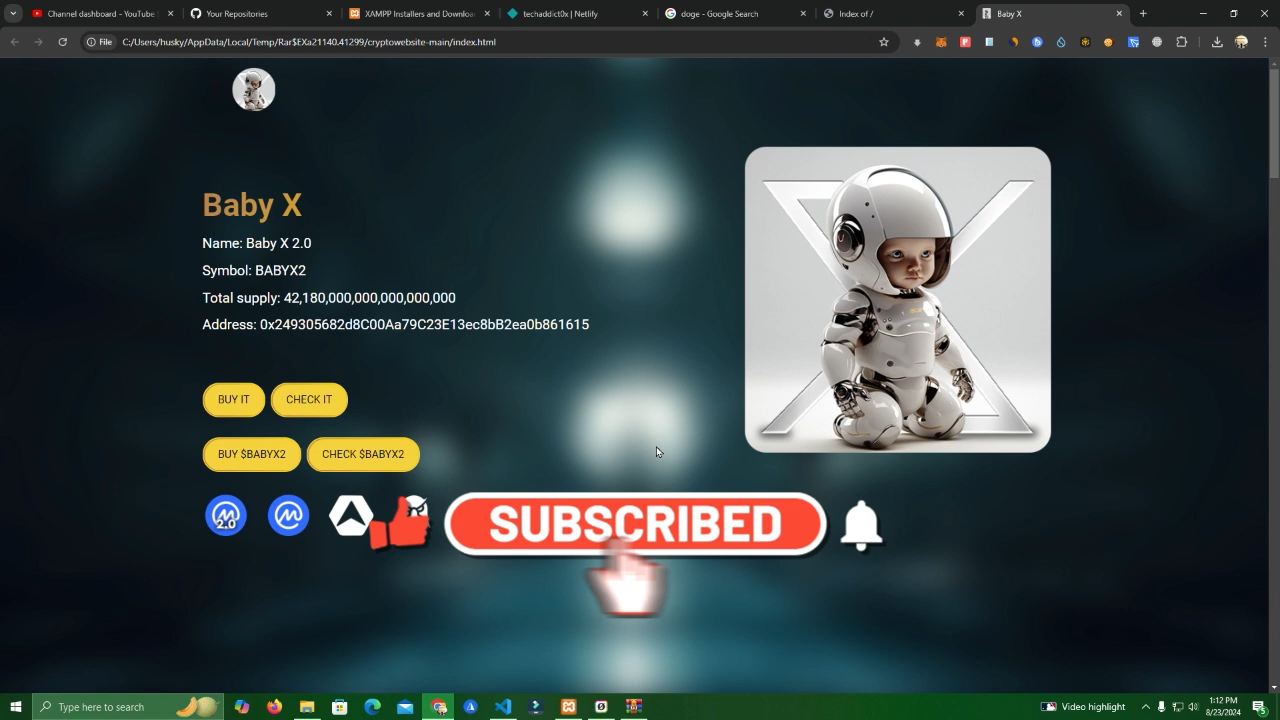 Channel dashboard - YouTube S
Your Repositories
XAMPP Installers and Downloa
techaddict0x | Netlify
doge - Google Search
Index of /
Baby X
File
C:/Users/husky/AppData/Local/Temp/Rar$EXa21140.41299/cryptowebsite-main/index.html
Baby X
Name: Baby X 2.0
Symbol: BABYX2
Total supply: 42,180,000,000,000,000,000
Address: 0x249305682d8C00Aa79C23E13ec8bB2ea0b861615
BUY IT
CHECK IT
BUY $BABYX2
CHECK $BABYX2
2.0
SUBSCRIBED
Type here to search
Video highlight
1:12 PM
8/23/2024